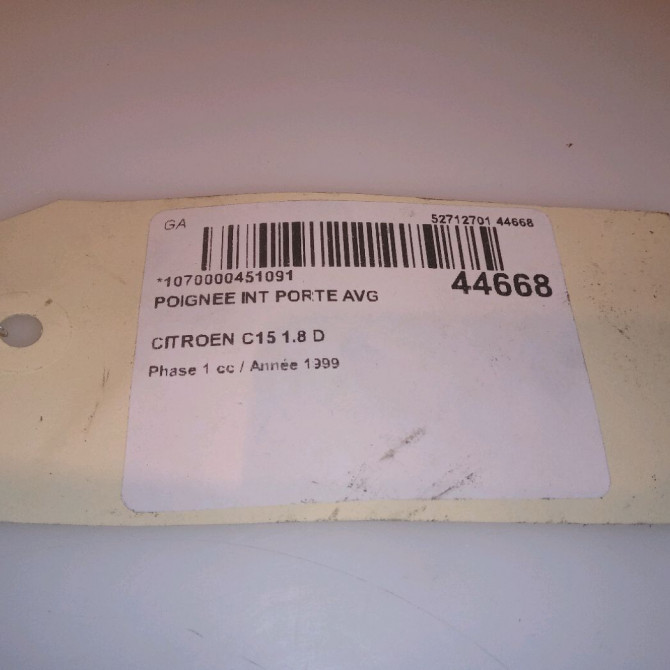 GA
52712701 44668
*1070000451091
44668
POIGNEE INT PORTE AVG
CITROEN C15 1.8 D
Phase 1 cc / Année 1999